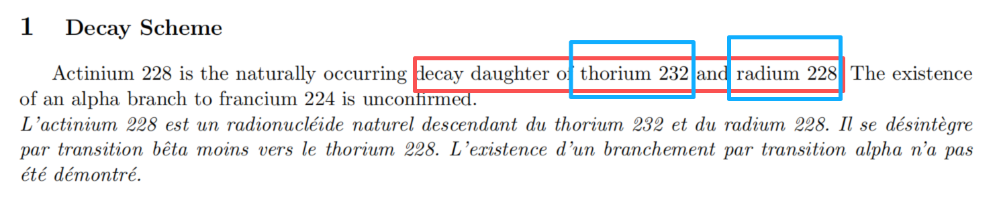 1 Decay Scheme
Actinium 228 is the naturally occurring decay daughter of thorium 232 and radium 228. The existence
of an alpha branch to francium 224 is unconfirmed.
L'actinium 228 est un radionucléide naturel descendant du thorium 232 et du radium 228. Il se désintègre
par transition bêta moins vers le thorium 228. L'existence d'un branchement par transition alpha n'a pas
été démontré.